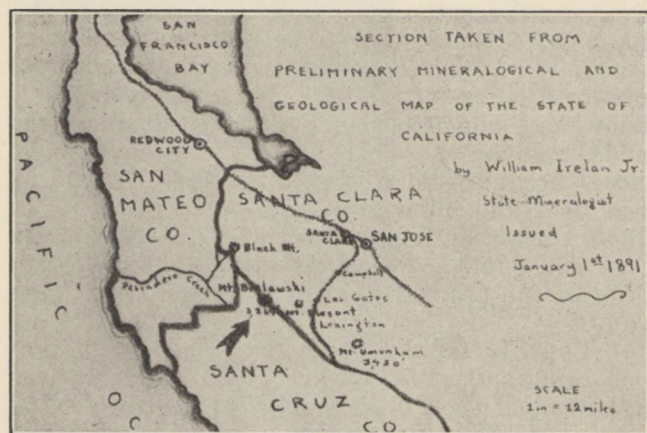 SECTION TAKEN FROM
PRELIMINARY MINERALOGICAL AND
GEOLOGICAL MAP OF THE STATE OF
CALIFORNIA
by William Irelan Jr.
State Mineralogist
Issued
January 1st 1891
SAN
FRANCISCO
BAY
PACIFIC
OC
REDWOOD
CITY
SAN
MATEO
CO.
SANTA CLARA
CO.
SANTA
CLARA
SAN JOSE
Black Mt.
Campbell
Pescadero Creek
Mt. Bielawski
Los Gatos
Mt. Pleasant
Lexington
Mt. Umunhum
SANTA
CRUZ
CO.
SCALE
1 in = 12 miles